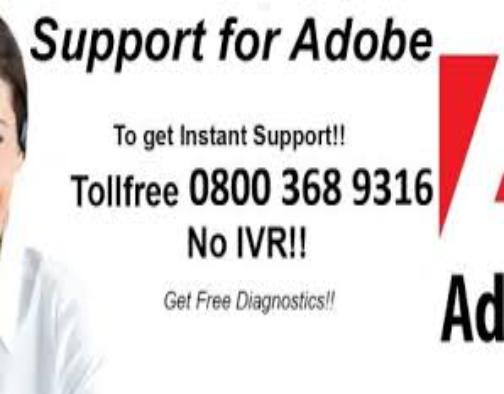 Support for Adobe
To get Instant Support!!
Tollfree 0800 368 9316
No IVR!!
Get Free Diagnostics!!
Ad